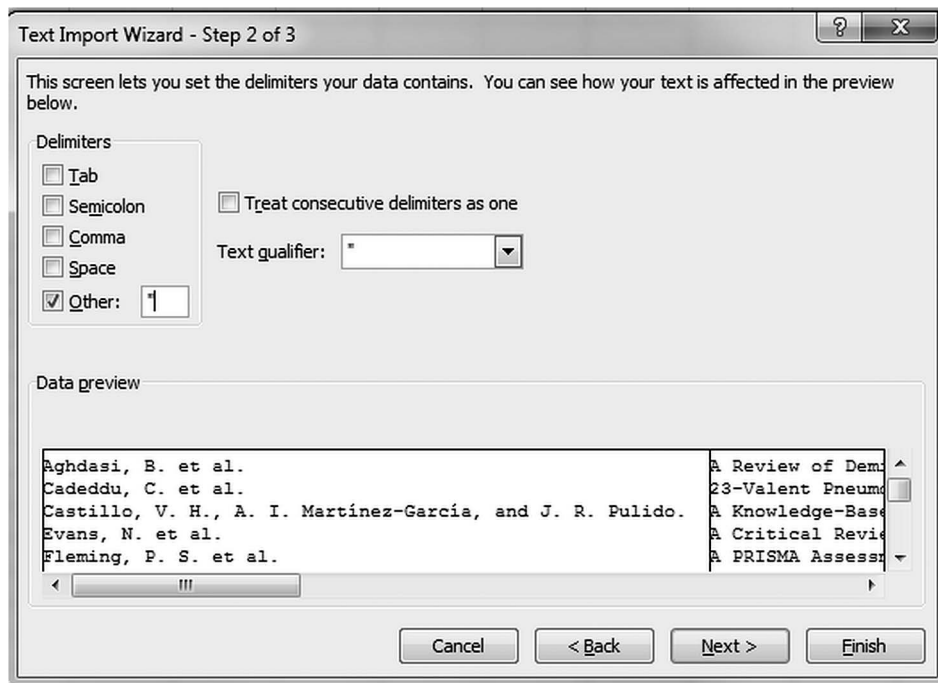 Text Import Wizard - Step 2 of 3
This screen lets you set the delimiters your data contains. You can see how your text is affected in the preview
below.
Delimiters
Tab
Semicolon
Comma
Space
Other: "
Treat consecutive delimiters as one
Text qualifier: "
Data preview
Aghdasi, B. et al. A Review of Demi
Cadeddu, C. et al. 23-Valent Pneumo
Castillo, V. H., A. I. Martínez-García, and J. R. Pulido. A Knowledge-Base
Evans, N. et al. A Critical Revie
Fleming, P. S. et al. A PRISMA Assessm
Cancel < Back Next > Finish